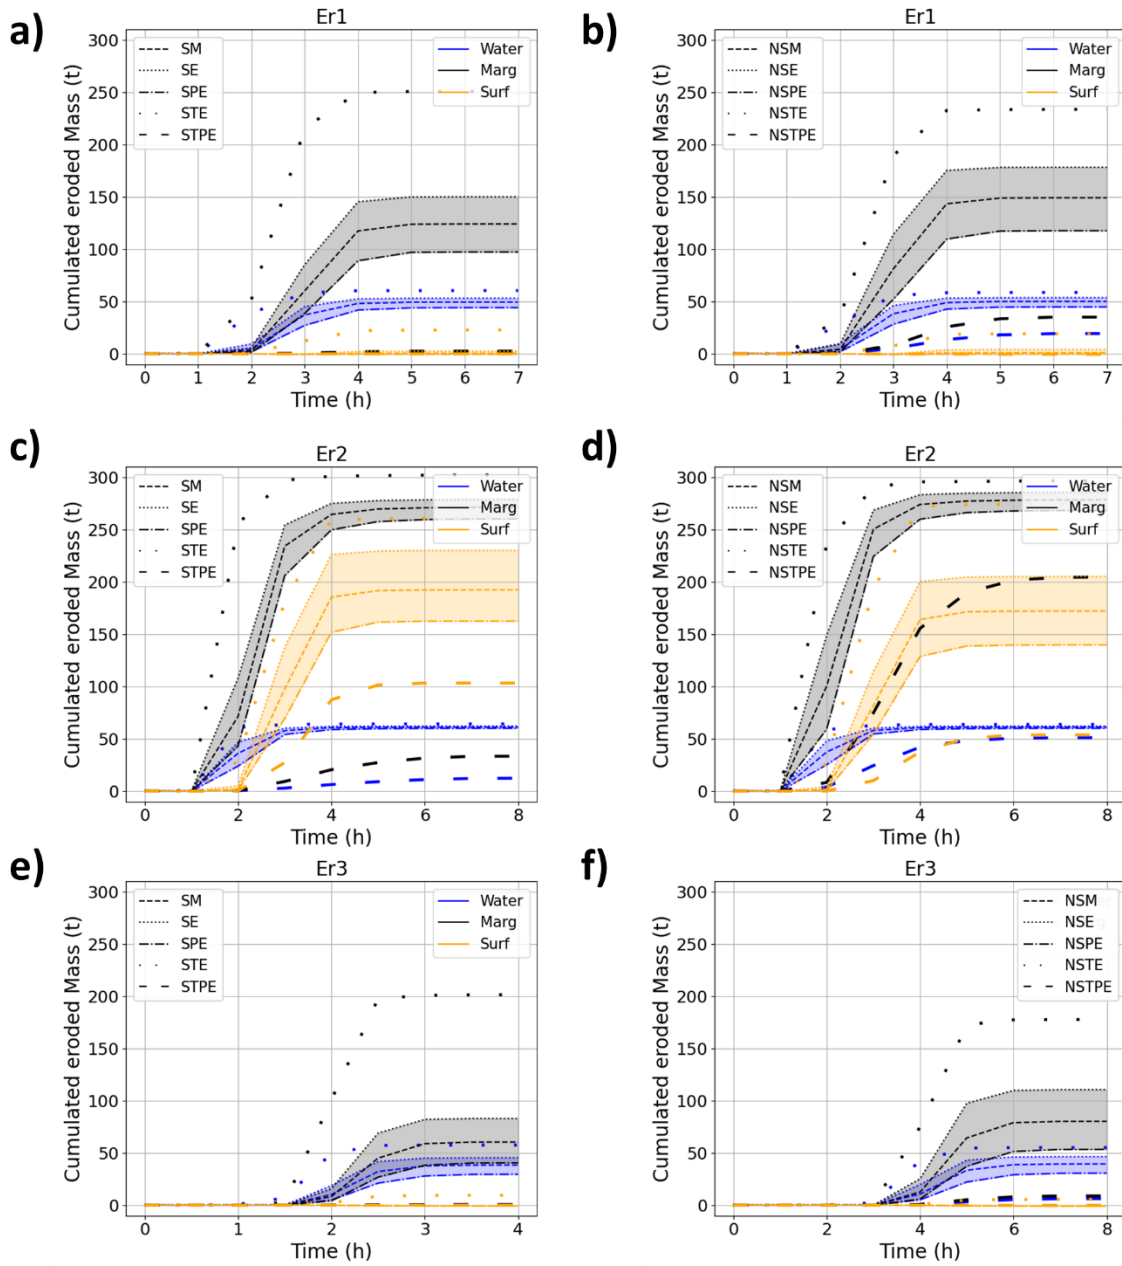 a)
Er1
Cumulated eroded Mass (t)
300
250
200
150
100
50
0
SM
SE
SPE
STE
STPE
Water
Marg
Surf
0 1 2 3 4 5 6 7
Time (h)
b)
Er1
Cumulated eroded Mass (t)
300
250
200
150
100
50
0
NSM
NSE
NSPE
NSTE
NSTPE
Water
Marg
Surf
0 1 2 3 4 5 6 7
Time (h)
c)
Er2
Cumulated eroded Mass (t)
300
250
200
150
100
50
0
SM
SE
SPE
STE
STPE
Water
Marg
Surf
0 2 4 6 8
Time (h)
d)
Er2
Cumulated eroded Mass (t)
300
250
200
150
100
50
0
NSM
NSE
NSPE
NSTE
NSTPE
Water
Marg
Surf
0 2 4 6 8
Time (h)
e)
Er3
Cumulated eroded Mass (t)
300
250
200
150
100
50
0
SM
SE
SPE
STE
STPE
Water
Marg
Surf
0 1 2 3 4
Time (h)
f)
Er3
Cumulated eroded Mass (t)
300
250
200
150
100
50
0
NSM
NSE
NSPE
NSTE
NSTPE
0 1 2 3 4 5 6 7 8
Time (h)